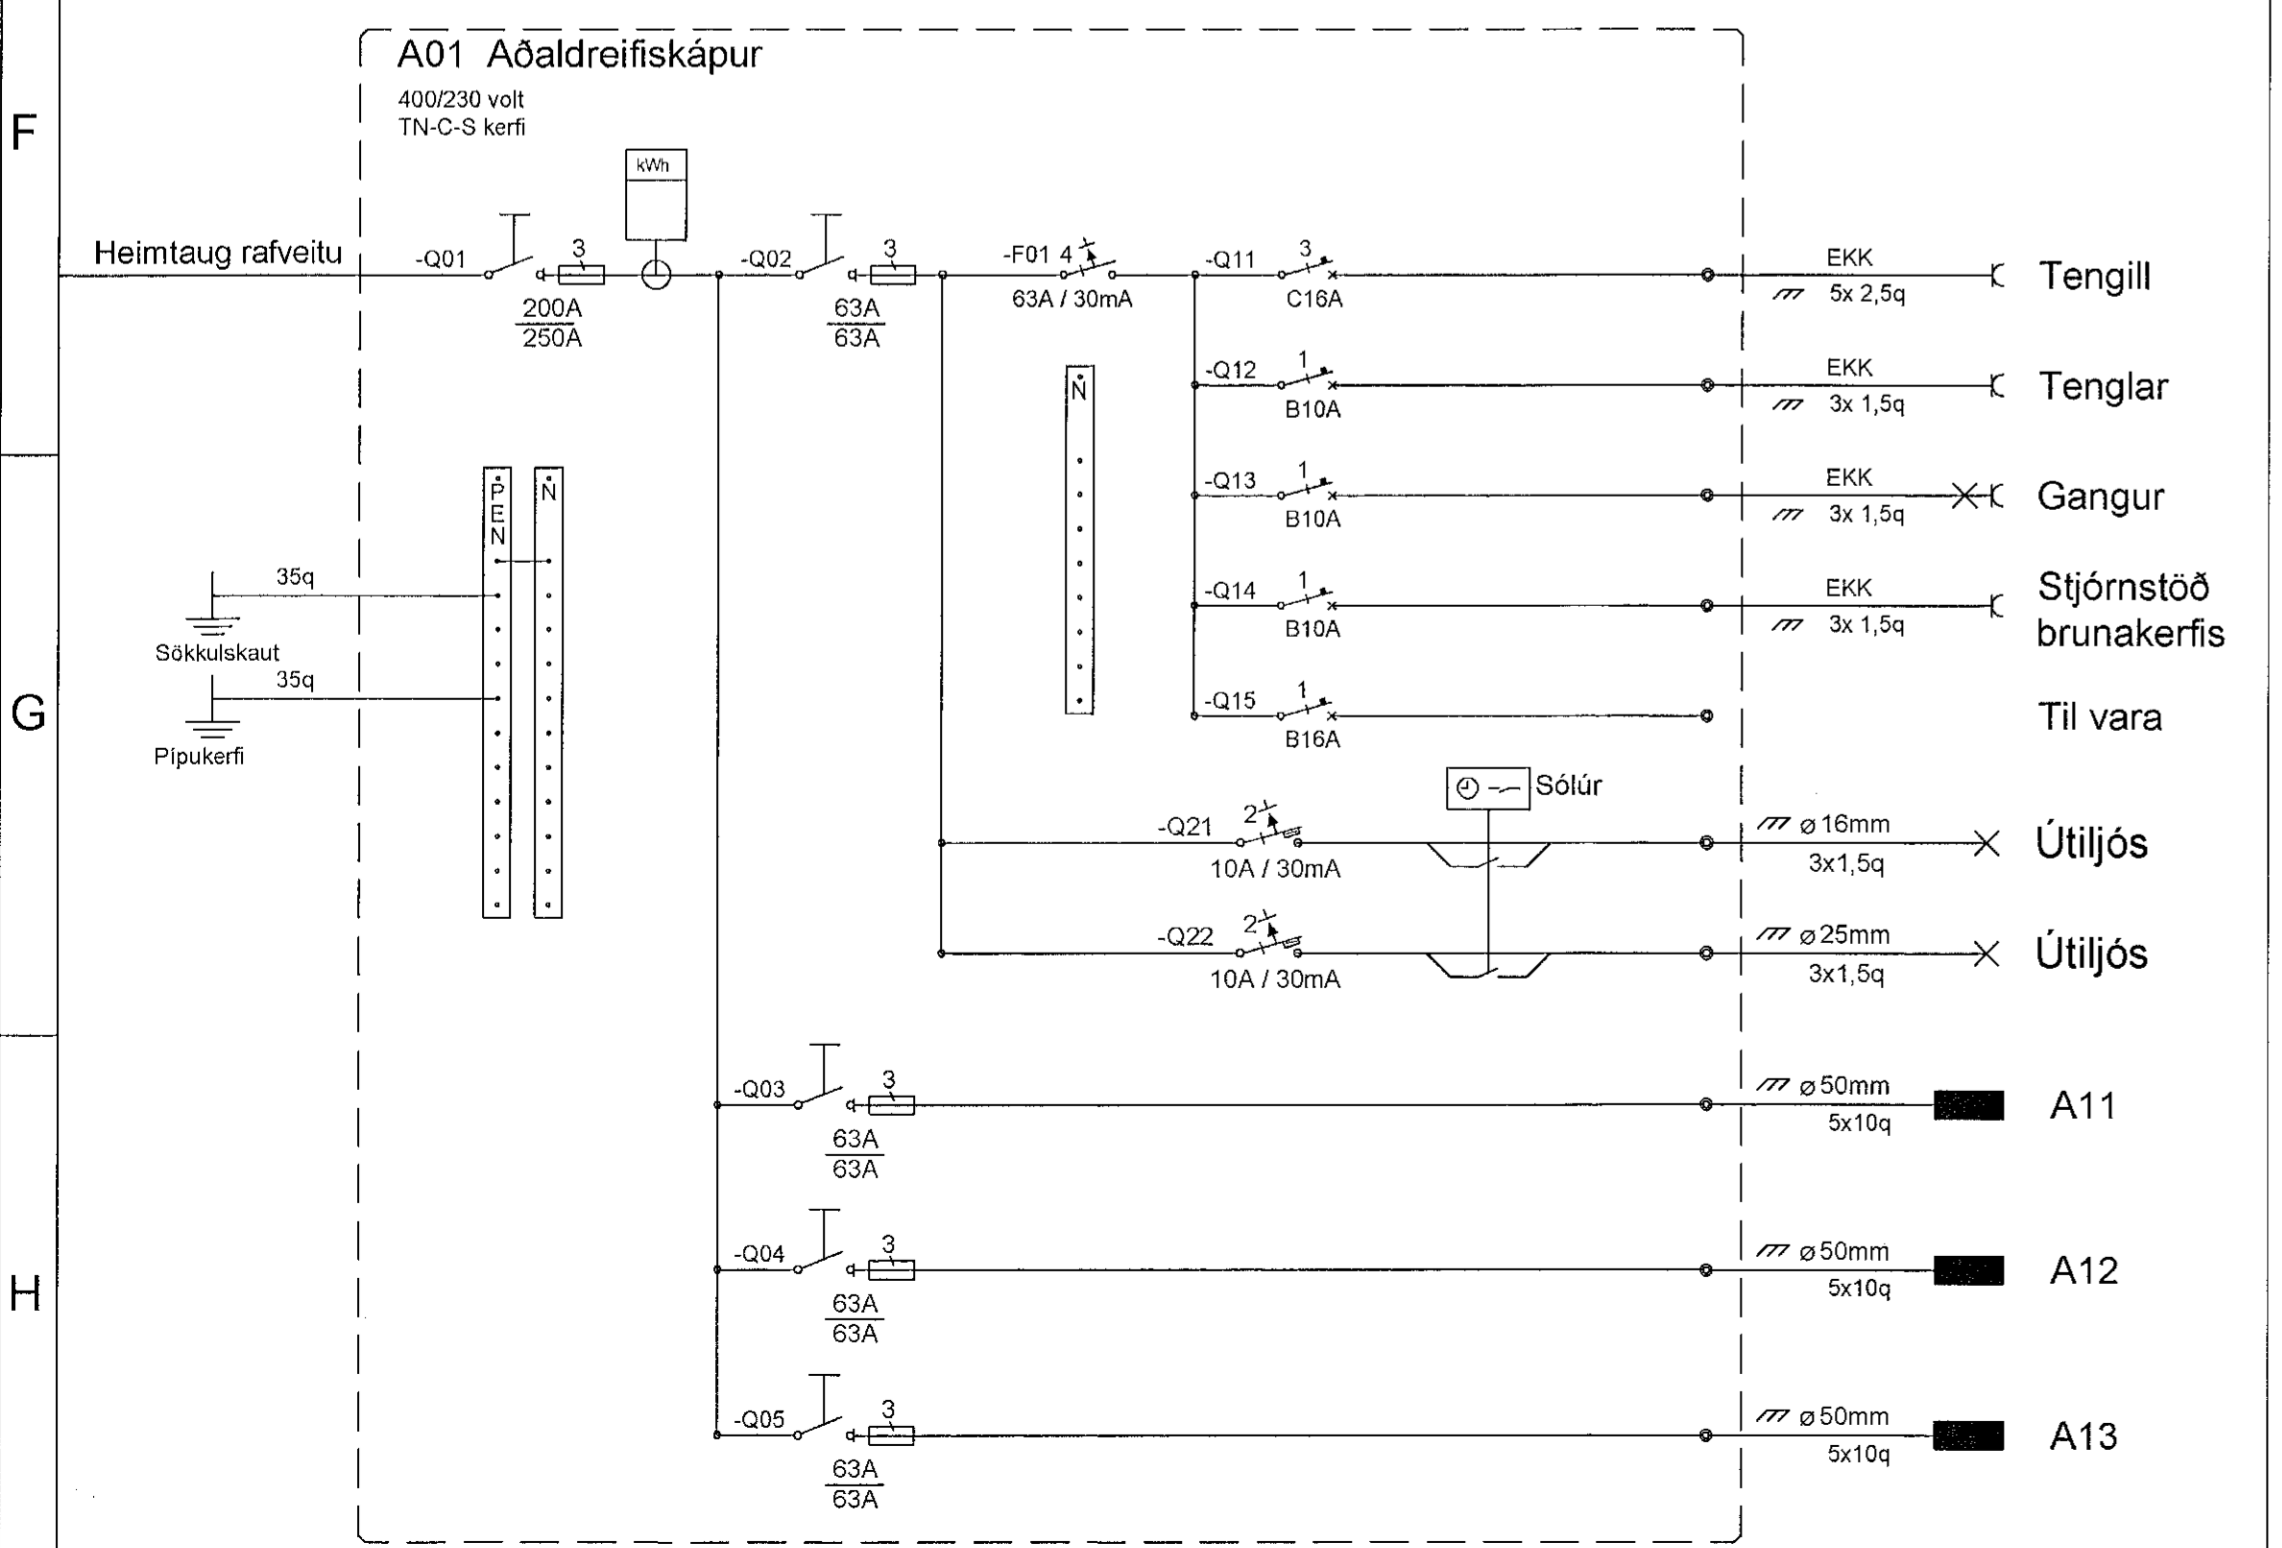 F
G
H
A01 Aðaldreifiskápur
400/230 volt
TN-C-S kerfi
kWh
Heimtaug rafveitu
-Q01
3
200A
250A
-Q02
3
63A
63A
-F01 4
63A / 30mA
-Q11
3
C16A
EKK
5x 2,5q
Tengill
-Q12
1
B10A
EKK
3x 1,5q
Tenglar
N
-Q13
1
B10A
EKK
3x 1,5q
Gangur
PEN
N
35q
Sökkulskaut
35q
Pípukerfi
-Q14
1
B10A
EKK
3x 1,5q
Stjórnstöð
brunakerfis
-Q15
1
B16A
Til vara
Sólúr
-Q21
2
10A / 30mA
ø16mm
3x1,5q
Útiljós
-Q22
2
10A / 30mA
ø25mm
3x1,5q
Útiljós
-Q03
3
63A
63A
ø50mm
5x10q
A11
-Q04
3
63A
63A
ø50mm
5x10q
A12
-Q05
3
63A
63A
ø50mm
5x10q
A13